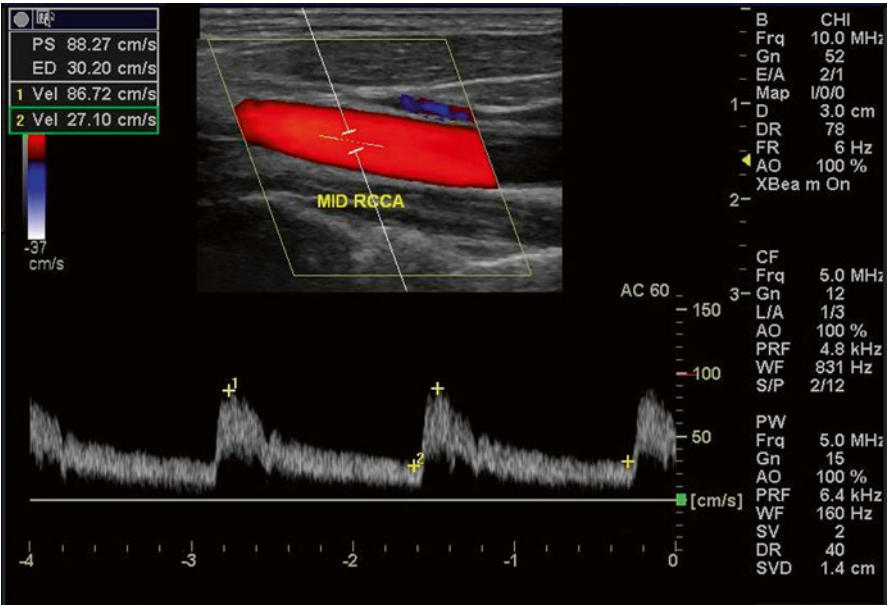 PS 88.27 cm/s
ED 30.20 cm/s
1 Vel 86.72 cm/s
2 Vel 27.10 cm/s
-37
cm/s
MID RCCA
1
2
3
AC 60
150
100
50
[cm/s]
1
2
-4
-3
-2
-1
0
B CHI
Frq 10.0 MHz
Gn 52
E/A 2/1
Map I/0/0
D 3.0 cm
DR 78
FR 6 Hz
AO 100 %
XBea m On
CF
Frq 5.0 MHz
Gn 12
L/A 1/3
AO 100 %
PRF 4.8 kHz
WF 831 Hz
S/P 2/12
PW
Frq 5.0 MHz
Gn 15
AO 100 %
PRF 6.4 kHz
WF 160 Hz
SV 2
DR 40
SVD 1.4 cm